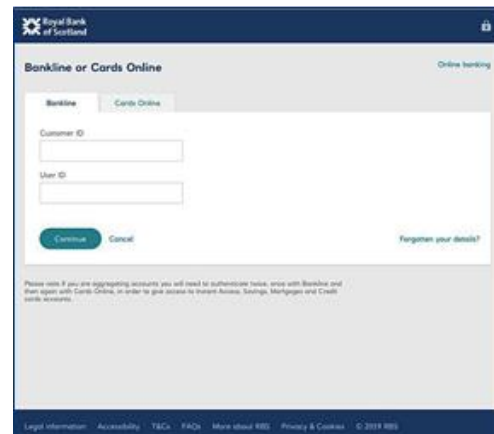 Royal Bank
of Scotland
Bankline or Cards Online
Online banking
Bankline
Cards Online
Customer ID
User ID
Continue
Cancel
Forgotten your details?
Please note if you are aggregating accounts you will need to authenticate twice, once with Bankline and
then again with Cards Online, in order to give access to Instant Access, Savings, Mortgages and Credit
cards accounts.
Legal information Accessibility T&Cs FAQs More about RBS Privacy & Cookies © 2019 RBS